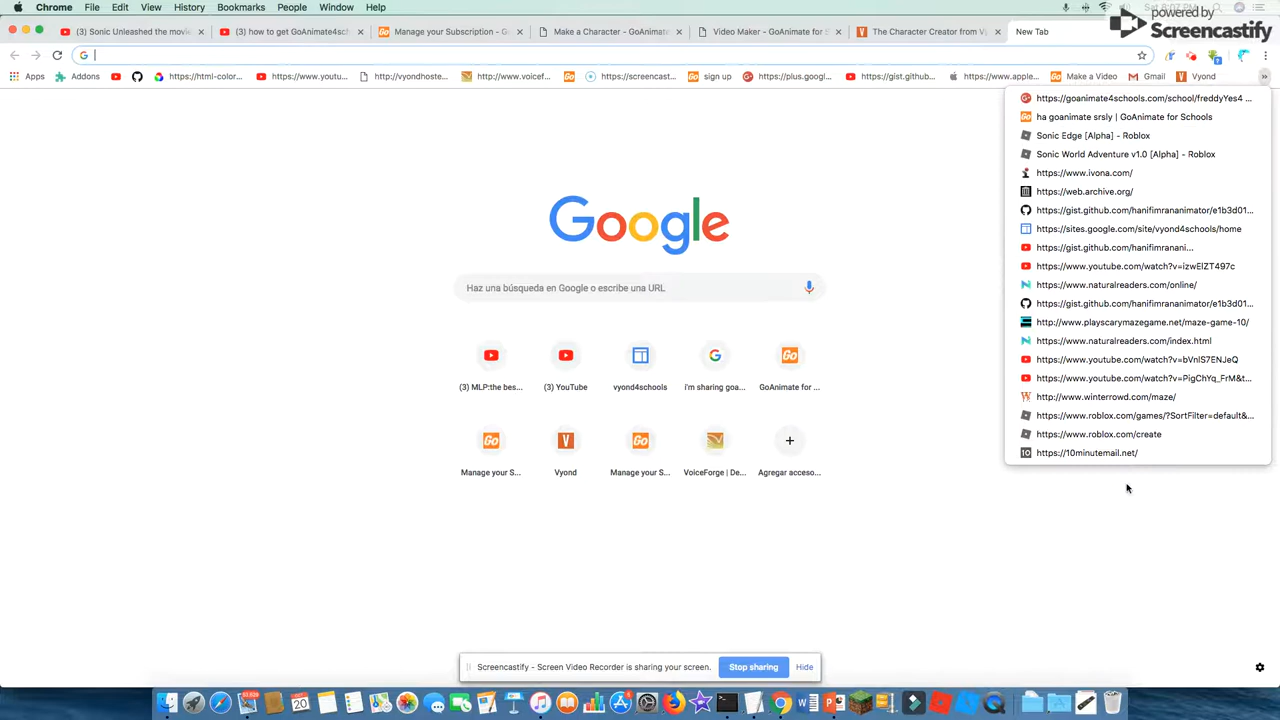 Chrome File Edit View History Bookmarks People Window Help
powered by
Screencastify
(3) Sonic Unleashed the movi
(3) how to get GoAnimate4sc
Manage your Subscription
Make a Character - GoAnimate
Video Maker - GoAnimate for
The Character Creator from V
New Tab
Apps Addons https://html-color... https://www.youtu... http://vyondhoste... http://www.voicef... https://screencast... sign up https://plus.googl... https://gist.github... https://www.apple... Make a Video Gmail Vyond »
https://goanimate4schools.com/school/freddyYes4 ...
ha goanimate srsly | GoAnimate for Schools
Sonic Edge [Alpha] - Roblox
Sonic World Adventure v1.0 [Alpha] - Roblox
https://www.ivona.com/
https://web.archive.org/
https://gist.github.com/hanifimrananimator/e1b3d01...
https://sites.google.com/site/vyond4schools/home
https://gist.github.com/hanifimranani...
https://www.youtube.com/watch?v=izwElZT497c
https://www.naturalreaders.com/online/
https://gist.github.com/hanifimrananimator/e1b3d01...
http://www.playscarymazegame.net/maze-game-10/
https://www.naturalreaders.com/index.html
https://www.youtube.com/watch?v=bVnlS7ENJeQ
https://www.youtube.com/watch?v=PigChYq_FrM&t...
http://www.winterrowd.com/maze/
https://www.roblox.com/games/?SortFilter=default&...
https://www.roblox.com/create
https://10minutemail.net/
Google
Haz una búsqueda en Google o escribe una URL
(3) MLP:the bes... (3) YouTube vyond4schools i'm sharing goa... GoAnimate for ...
Manage your S... Vyond Manage your S... VoiceForge | De... Agregar acceso...
Screencastify - Screen Video Recorder is sharing your screen. Stop sharing Hide